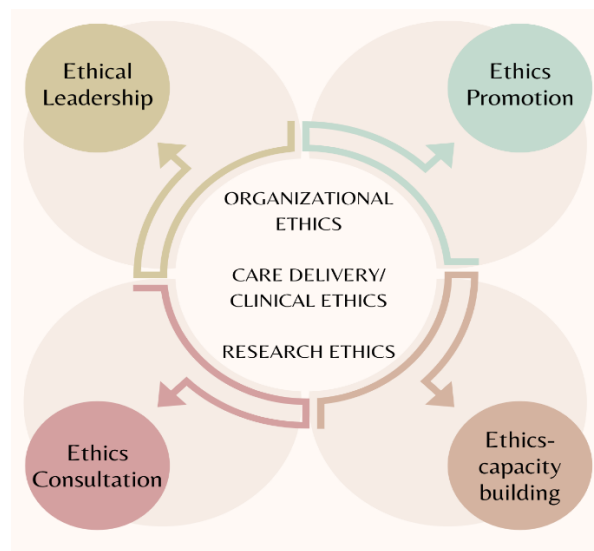 Ethical
Leadership
Ethics
Promotion
ORGANIZATIONAL
ETHICS
CARE DELIVERY/
CLINICAL ETHICS
RESEARCH ETHICS
Ethics
Consultation
Ethics-
capacity
building